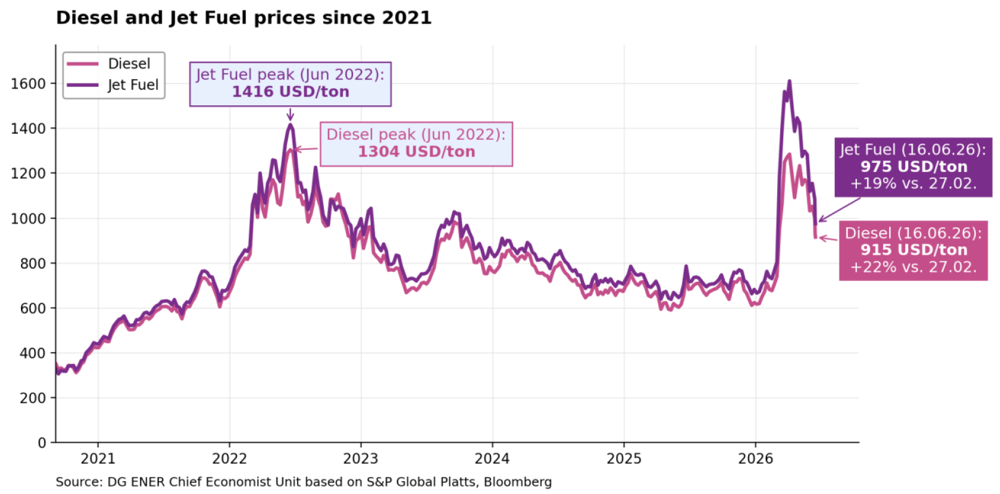 Diesel and Jet Fuel prices since 2021
Diesel
Jet Fuel
Jet Fuel peak (Jun 2022):
1416 USD/ton
Diesel peak (Jun 2022):
1304 USD/ton
Jet Fuel (16.06.26):
975 USD/ton
+19% vs. 27.02.
Diesel (16.06.26):
915 USD/ton
+22% vs. 27.02.
1600
1400
1200
1000
800
600
400
200
0
2021 2022 2023 2024 2025 2026
Source: DG ENER Chief Economist Unit based on S&P Global Platts, Bloomberg